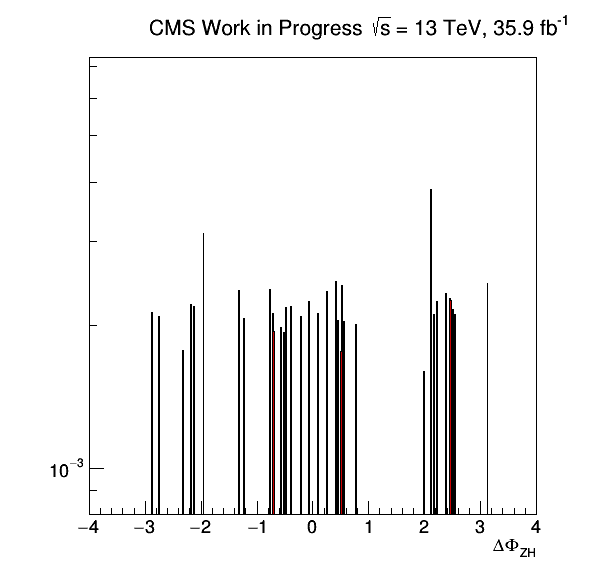 CMS Work in Progress √s = 13 TeV, 35.9 fb⁻¹
10⁻³
−4 −3 −2 −1 0 1 2 3 4
ΔΦ_ZH